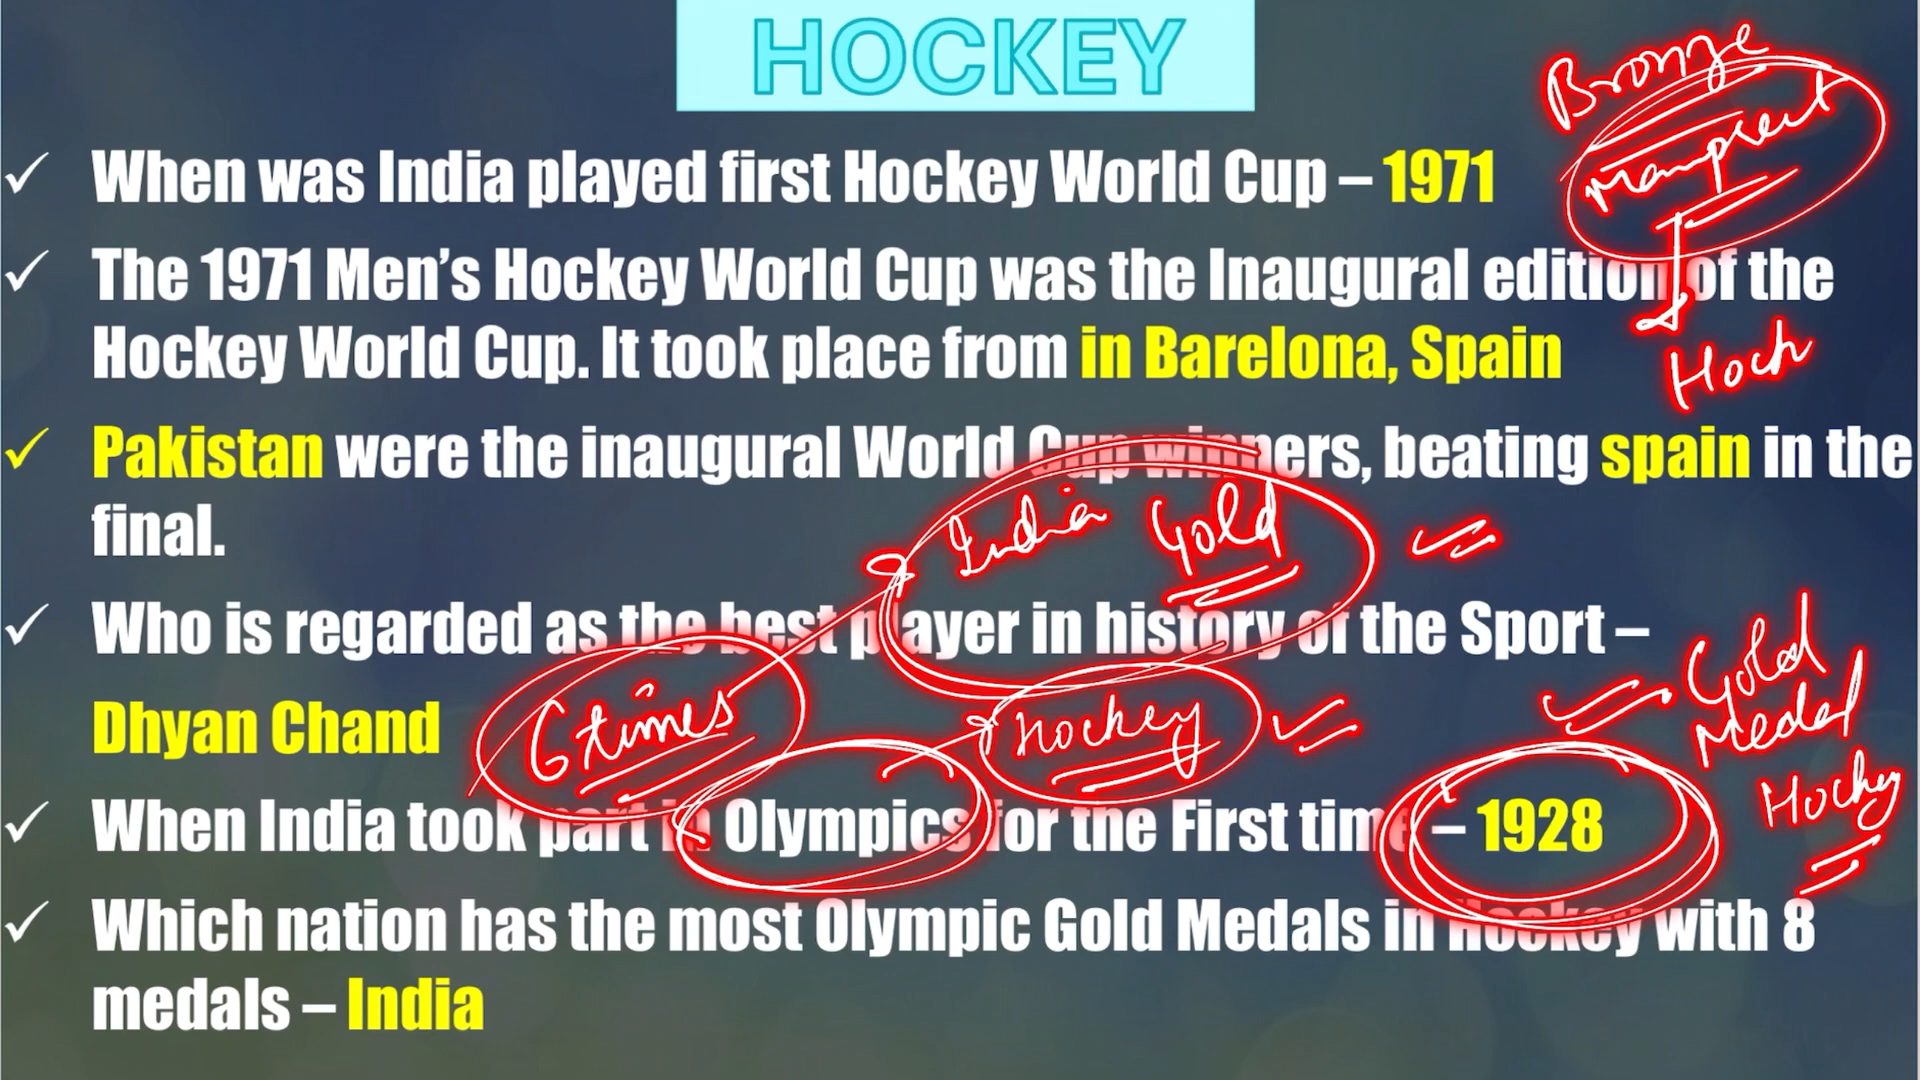 HOCKEY
Bronze
✓ When was India played first Hockey World Cup – 1971
✓ The 1971 Men’s Hockey World Cup was the Inaugural edition of the
Hockey World Cup. It took place from in Barelona, Spain
Hoch
✓ Pakistan were the inaugural World Cup winners, beating spain in the
final.
India Gold
✓ Who is regarded as the best player in history of the Sport –
Dhyan Chand
6 times
Hockey
Gold
Medal
Hockey
✓ When India took part in Olympics for the First time – 1928
✓ Which nation has the most Olympic Gold Medals in Hockey with 8
medals – India